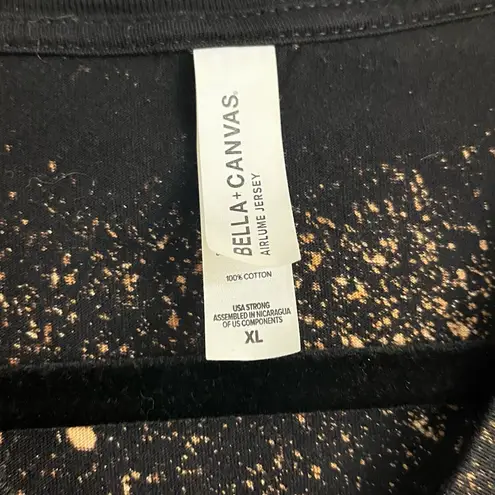 BELLA+CANVAS®
AIRLUME JERSEY
100% COTTON
USA STRONG
ASSEMBLED IN NICARAGUA
OF US COMPONENTS
XL